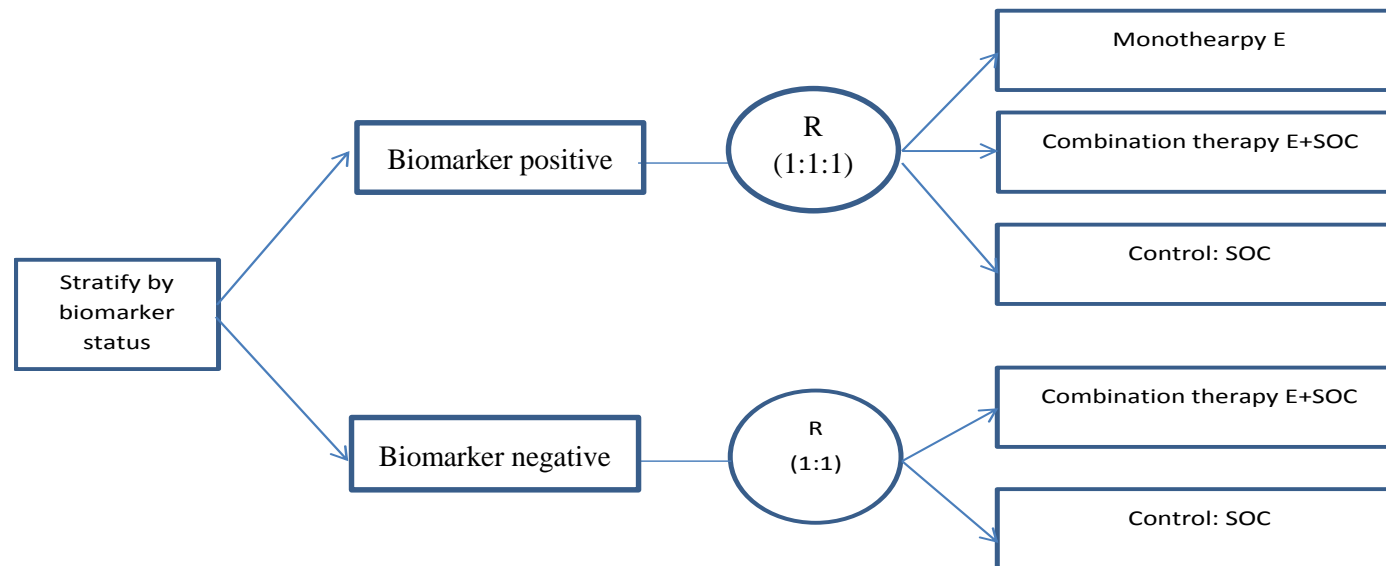 Stratify by
biomarker
status
Biomarker positive
R
(1:1:1)
Monothearpy E
Combination therapy E+SOC
Control: SOC
Biomarker negative
R
(1:1)
Combination therapy E+SOC
Control: SOC